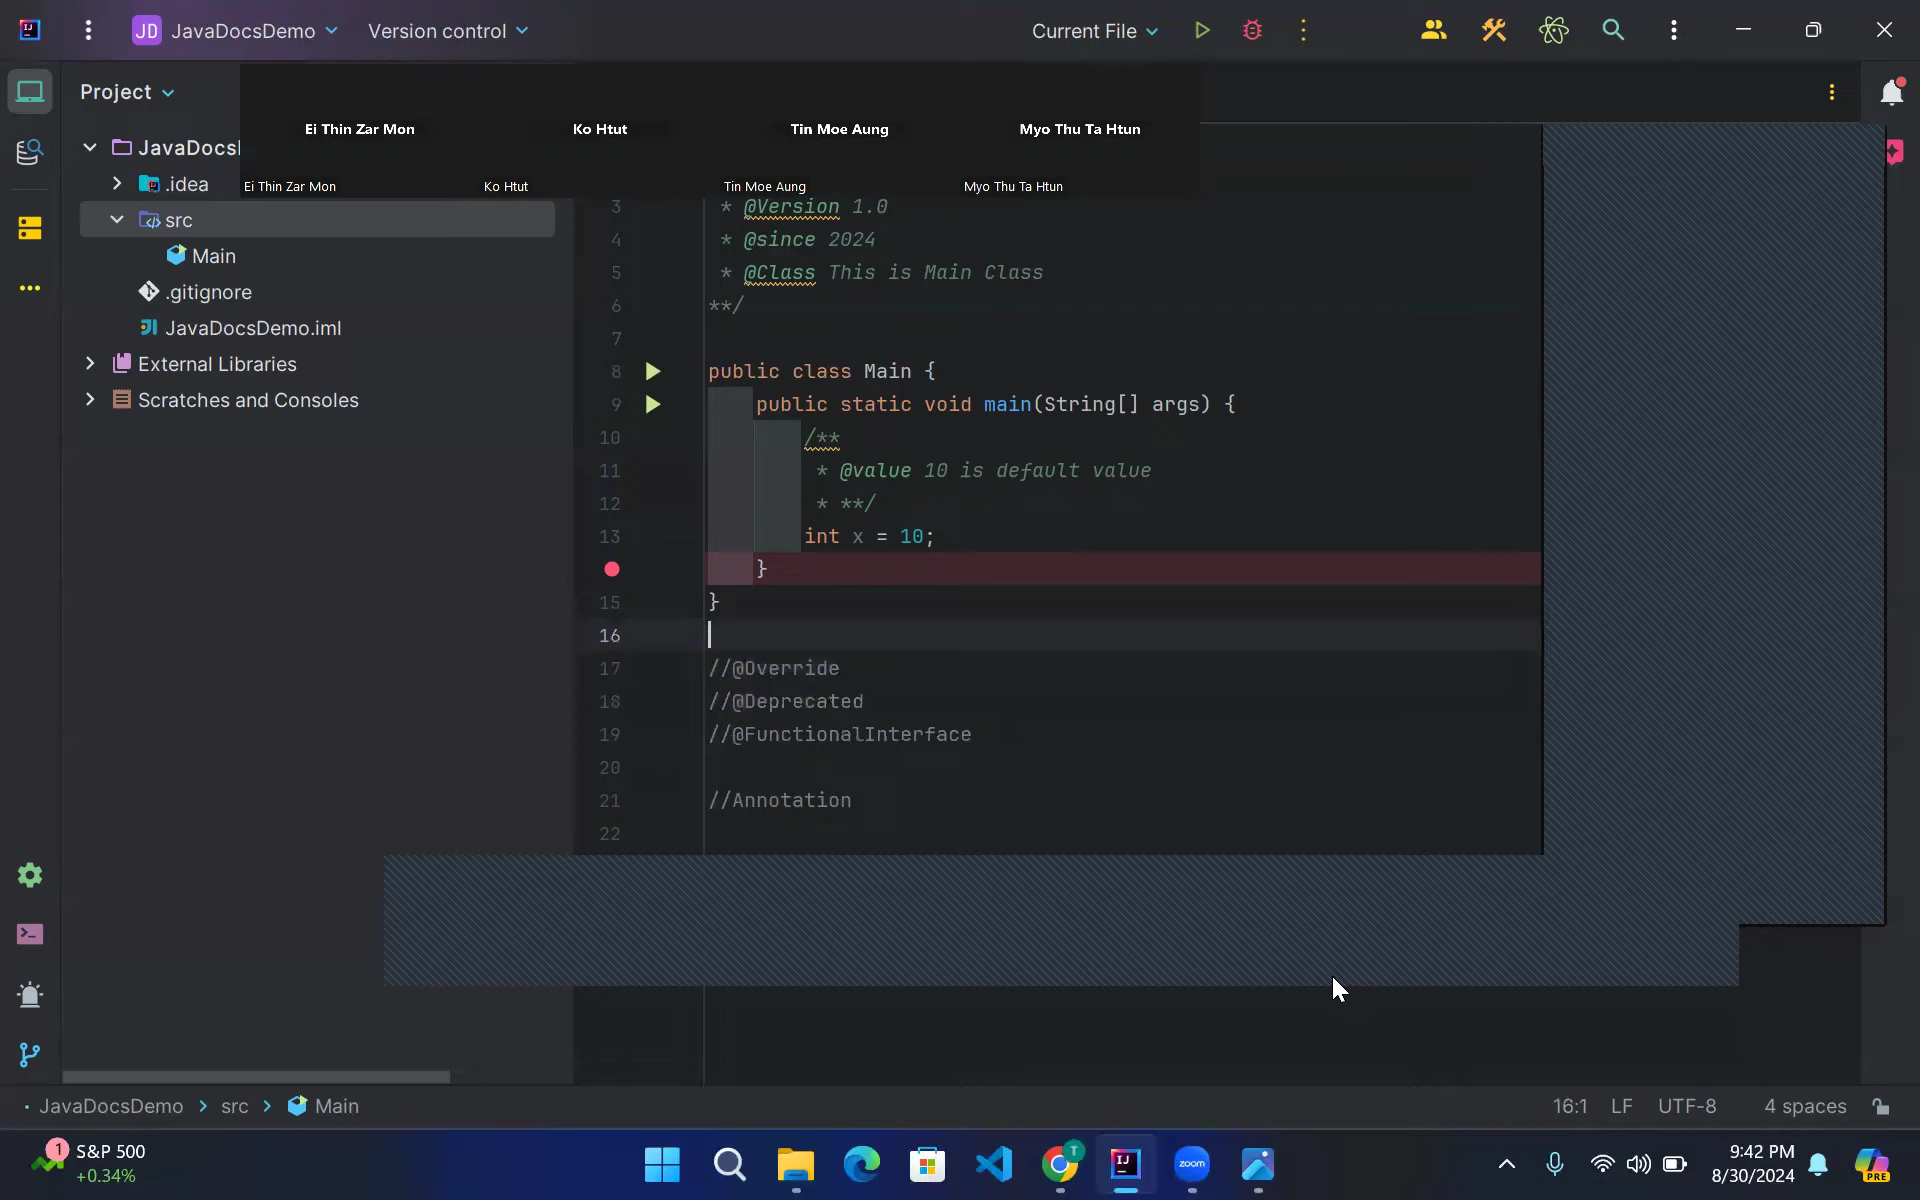 JD JavaDocsDemo Version control Current File
Project
Ei Thin Zar Mon Ko Htut Tin Moe Aung Myo Thu Ta Htun
Ei Thin Zar Mon Ko Htut Tin Moe Aung Myo Thu Ta Htun
JavaDocs
.idea
src
Main
.gitignore
JavaDocsDemo.iml
External Libraries
Scratches and Consoles
3 * @Version 1.0
4 * @since 2024
5 * @Class This is Main Class
6 **/
7
8 public class Main {
9 public static void main(String[] args) {
10 /**
11 * @value 10 is default value
12 * **/
13 int x = 10;
}
15 }
16
17 //@Override
18 //@Deprecated
19 //@FunctionalInterface
20
21 //Annotation
22
JavaDocsDemo > src > Main 16:1 LF UTF-8 4 spaces
1 S&P 500
+0.34%
T
IJ
zoom
9:42 PM
8/30/2024
PRE